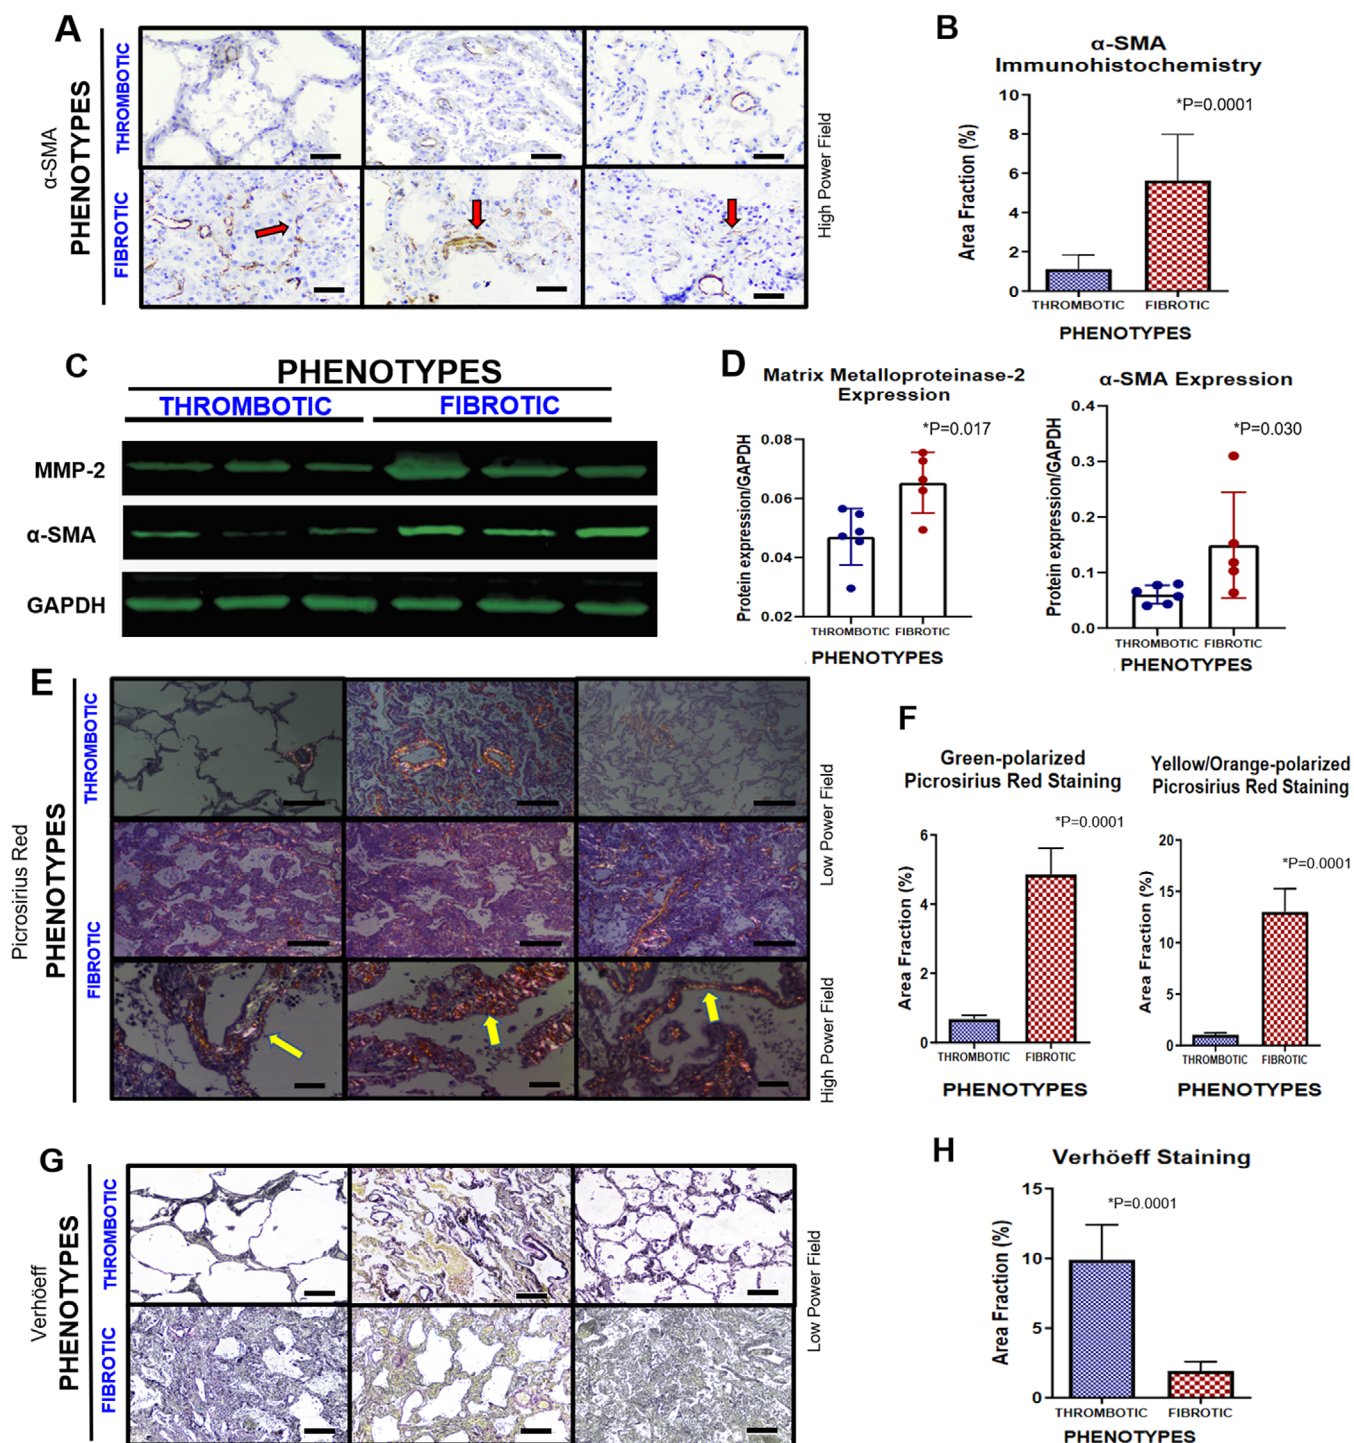 A
α-SMA
PHENOTYPES
THROMBOTIC
FIBROTIC
High Power Field
B
α-SMA
Immunohistochemistry
*P=0.0001
Area Fraction (%)
10
8
6
4
2
0
THROMBOTIC FIBROTIC
PHENOTYPES
C
PHENOTYPES
THROMBOTIC FIBROTIC
MMP-2
α-SMA
GAPDH
D
Matrix Metalloproteinase-2
Expression
*P=0.017
Protein expression/GAPDH
0.08
0.06
0.04
0.02
THROMBOTIC FIBROTIC
PHENOTYPES
α-SMA Expression
*P=0.030
Protein expression/GAPDH
0.4
0.3
0.2
0.1
0.0
THROMBOTIC FIBROTIC
PHENOTYPES
E
Picrosirius Red
PHENOTYPES
THROMBOTIC
FIBROTIC
Low Power Field
High Power Field
F
Green-polarized
Picrosirius Red Staining
*P=0.0001
Area Fraction (%)
6
4
2
0
THROMBOTIC FIBROTIC
PHENOTYPES
Yellow/Orange-polarized
Picrosirius Red Staining
*P=0.0001
Area Fraction (%)
20
15
10
5
0
THROMBOTIC FIBROTIC
PHENOTYPES
G
Verhöeff
PHENOTYPES
THROMBOTIC
FIBROTIC
Low Power Field
H
Verhöeff Staining
*P=0.0001
Area Fraction (%)
15
10
5
0
THROMBOTIC FIBROTIC
PHENOTYPES